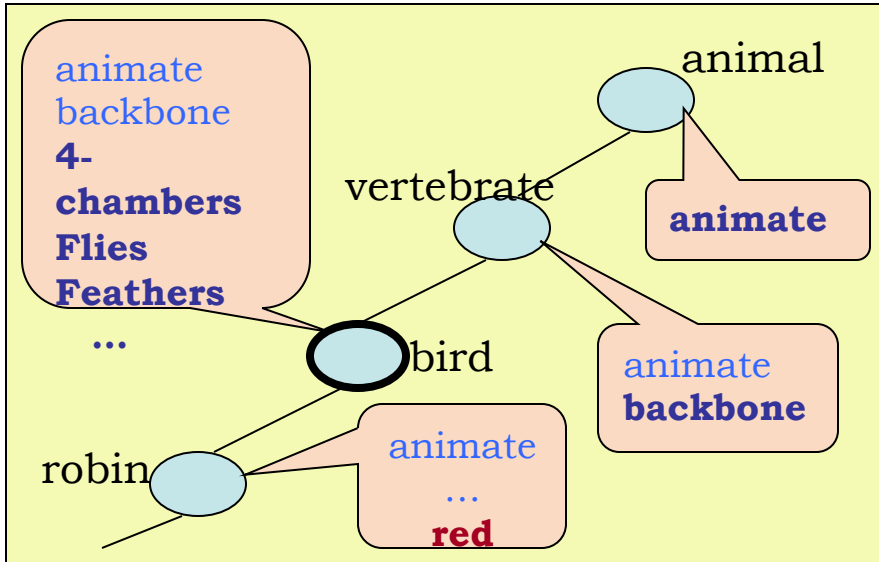 animal
animate
backbone
4-
chambers
Flies
Feathers
...
vertebrate
animate
bird
animate
backbone
robin
animate
...
red